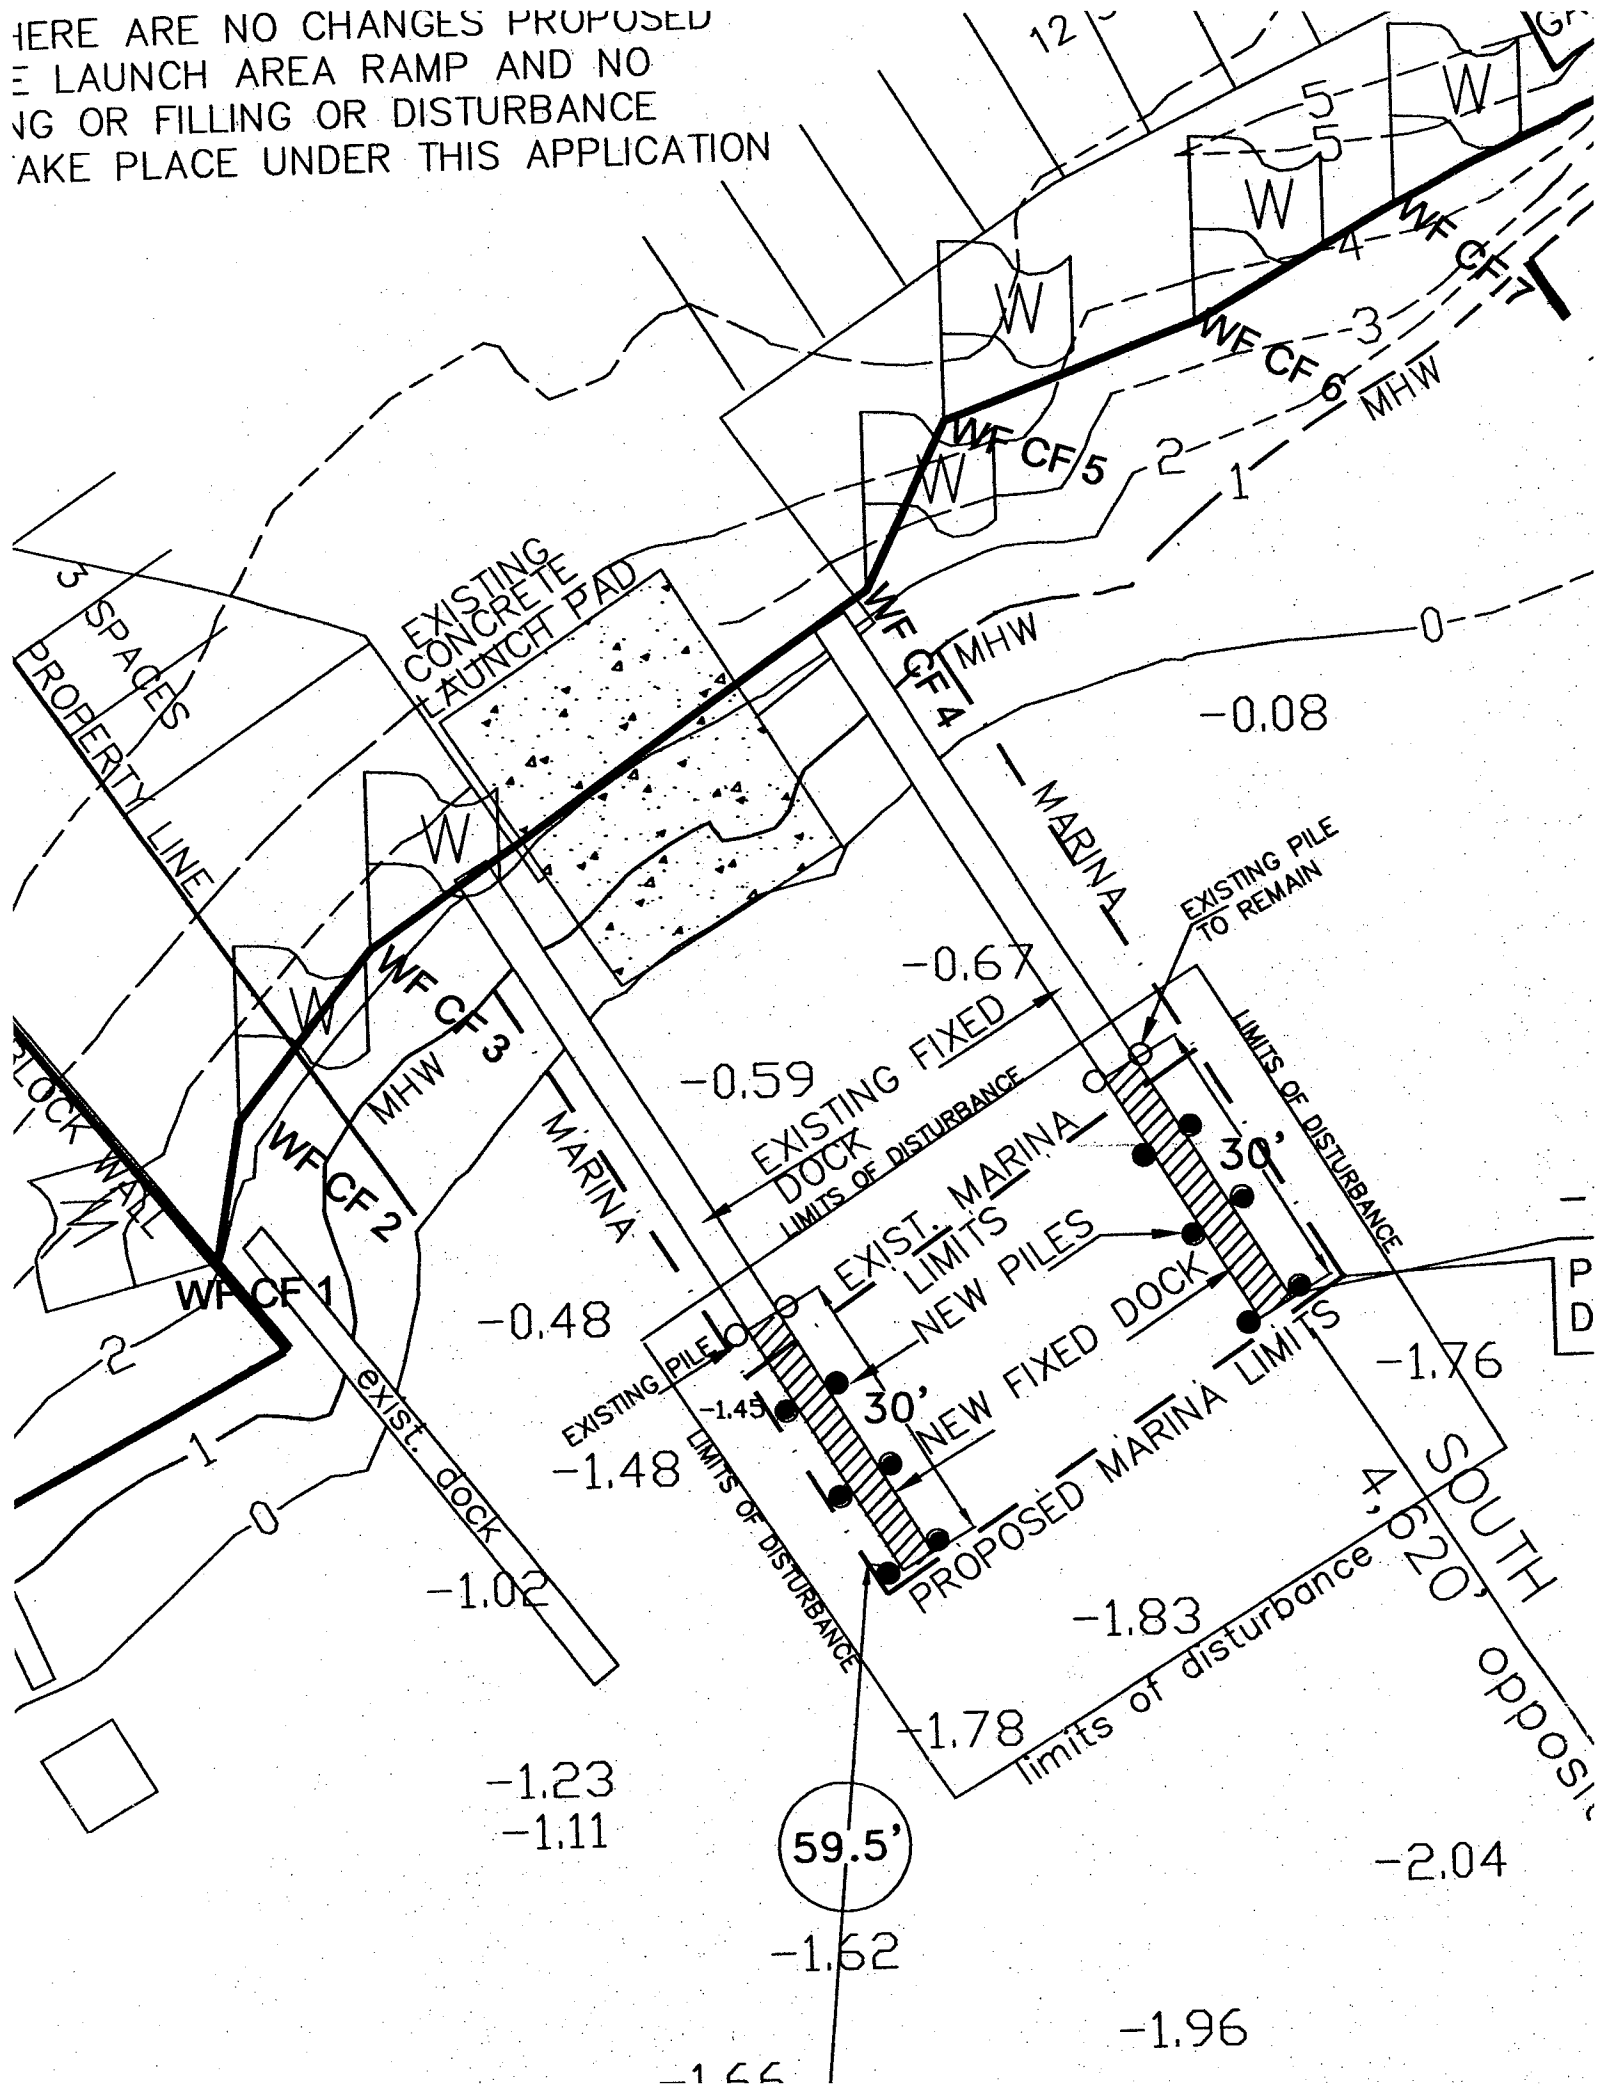 HERE ARE NO CHANGES PROPOSED
E LAUNCH AREA RAMP AND NO
NG OR FILLING OR DISTURBANCE
AKE PLACE UNDER THIS APPLICATION
12
5
5
W
W
4
WF CF 7
W
3
WF CF 6
MHW
WF CF 5
W
2
1
EXISTING
CONCRETE
LAUNCH PAD
3 SPACES
WF CF 4
MHW
0
PROPERTY LINE
-0.08
MARINA
EXISTING PILE
TO REMAIN
W
-0.67
WF CF 3
W
MHW
-0.59
EXISTING FIXED
DOCK
LIMITS OF DISTURBANCE
LIMITS OF DISTURBANCE
MARINA
WF CF 2
WALL
W
WF CF 1
EXIST. MARINA
LIMITS
NEW PILES
30'
NEW FIXED DOCK
-0.48
2
P
D
-1.76
EXISTING PILE
-1.45
30'
exist. dock
1
-1.48
LIMITS OF DISTURBANCE
PROPOSED MARINA LIMITS
0
SOUTH
4,620'
-1.02
-1.83
limits of disturbance
-1.78
-1.23
-1.11
59.5'
-2.04
-1.62
-1.96